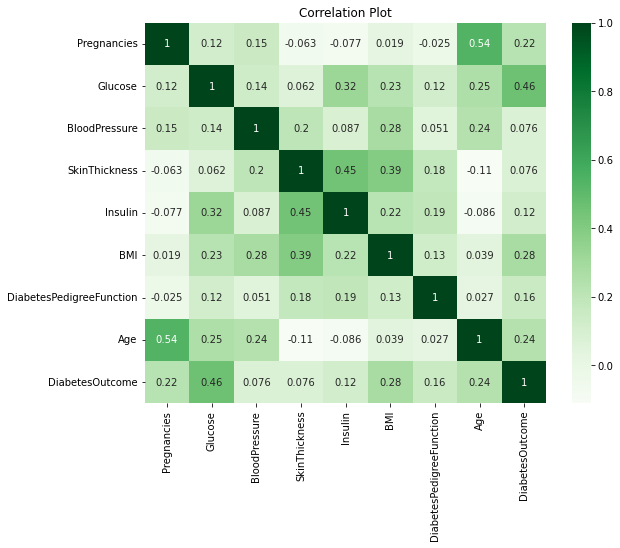 Correlation Plot
Pregnancies 1 0.12 0.15 -0.063 -0.077 0.019 -0.025 0.54 0.22
Glucose 0.12 1 0.14 0.062 0.32 0.23 0.12 0.25 0.46
BloodPressure 0.15 0.14 1 0.2 0.087 0.28 0.051 0.24 0.076
SkinThickness -0.063 0.062 0.2 1 0.45 0.39 0.18 -0.11 0.076
Insulin -0.077 0.32 0.087 0.45 1 0.22 0.19 -0.086 0.12
BMI 0.019 0.23 0.28 0.39 0.22 1 0.13 0.039 0.28
DiabetesPedigreeFunction -0.025 0.12 0.051 0.18 0.19 0.13 1 0.027 0.16
Age 0.54 0.25 0.24 -0.11 -0.086 0.039 0.027 1 0.24
DiabetesOutcome 0.22 0.46 0.076 0.076 0.12 0.28 0.16 0.24 1
Pregnancies
Glucose
BloodPressure
SkinThickness
Insulin
BMI
DiabetesPedigreeFunction
Age
DiabetesOutcome
1.0
0.8
0.6
0.4
0.2
0.0